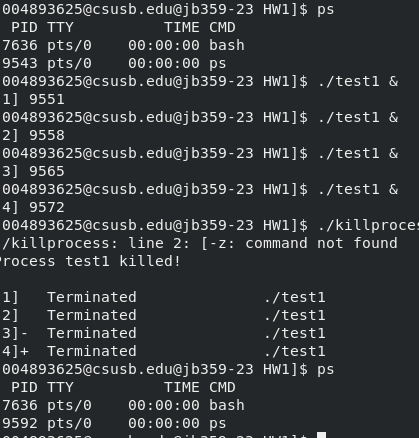 004893625@csusb.edu@jb359-23 HW1]$ ps
PID TTY          TIME CMD
7636 pts/0    00:00:00 bash
9543 pts/0    00:00:00 ps
004893625@csusb.edu@jb359-23 HW1]$ ./test1 &
1] 9551
004893625@csusb.edu@jb359-23 HW1]$ ./test1 &
2] 9558
004893625@csusb.edu@jb359-23 HW1]$ ./test1 &
3] 9565
004893625@csusb.edu@jb359-23 HW1]$ ./test1 &
4] 9572
004893625@csusb.edu@jb359-23 HW1]$ ./killproces
/killprocess: line 2: [-z: command not found
rocess test1 killed!
1]   Terminated              ./test1
2]   Terminated              ./test1
3]-  Terminated              ./test1
4]+  Terminated              ./test1
004893625@csusb.edu@jb359-23 HW1]$ ps
PID TTY          TIME CMD
7636 pts/0    00:00:00 bash
9592 pts/0    00:00:00 ps